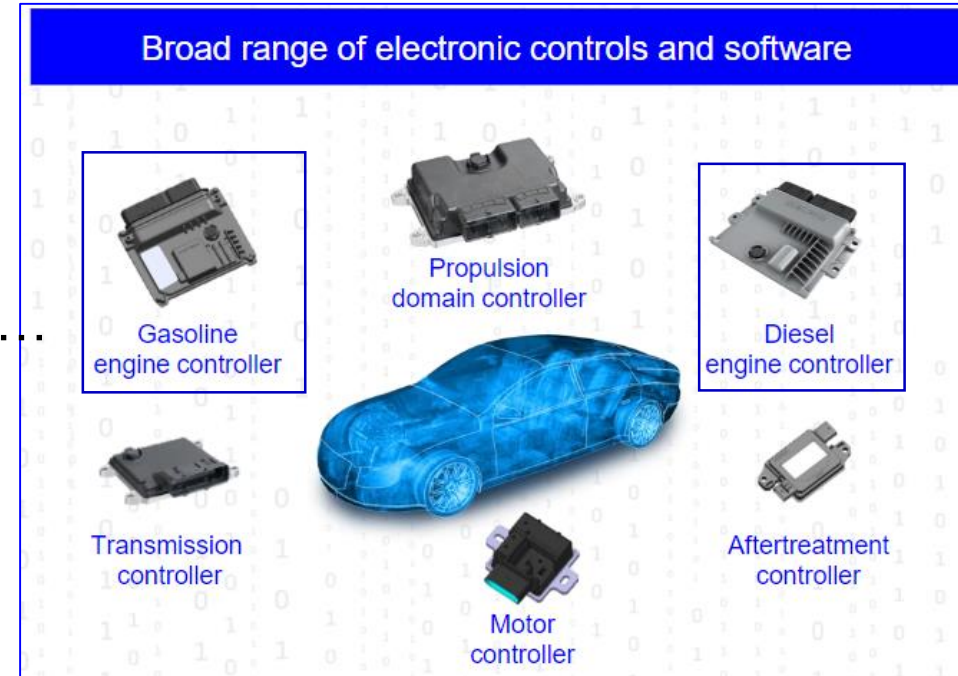 Broad range of electronic controls and software
Propulsion
domain controller
Gasoline
engine controller
Diesel
engine controller
Transmission
controller
Aftertreatment
controller
Motor
controller